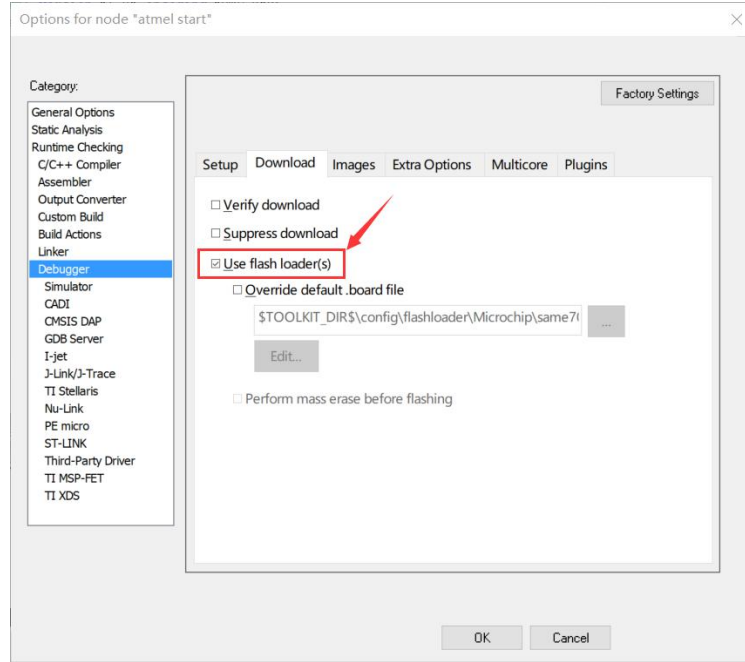 Options for node "atmel start"
Category:
Factory Settings
General Options
Static Analysis
Runtime Checking
C/C++ Compiler
Assembler
Output Converter
Custom Build
Build Actions
Linker
Debugger
Simulator
CADI
CMSIS DAP
GDB Server
I-jet
J-Link/J-Trace
TI Stellaris
Nu-Link
PE micro
ST-LINK
Third-Party Driver
TI MSP-FET
TI XDS
Setup Download Images Extra Options Multicore Plugins
Verify download
Suppress download
Use flash loader(s)
Override default .board file
$TOOLKIT_DIR$\config\flashloader\Microchip\same7(
...
Edit...
Perform mass erase before flashing
OK Cancel